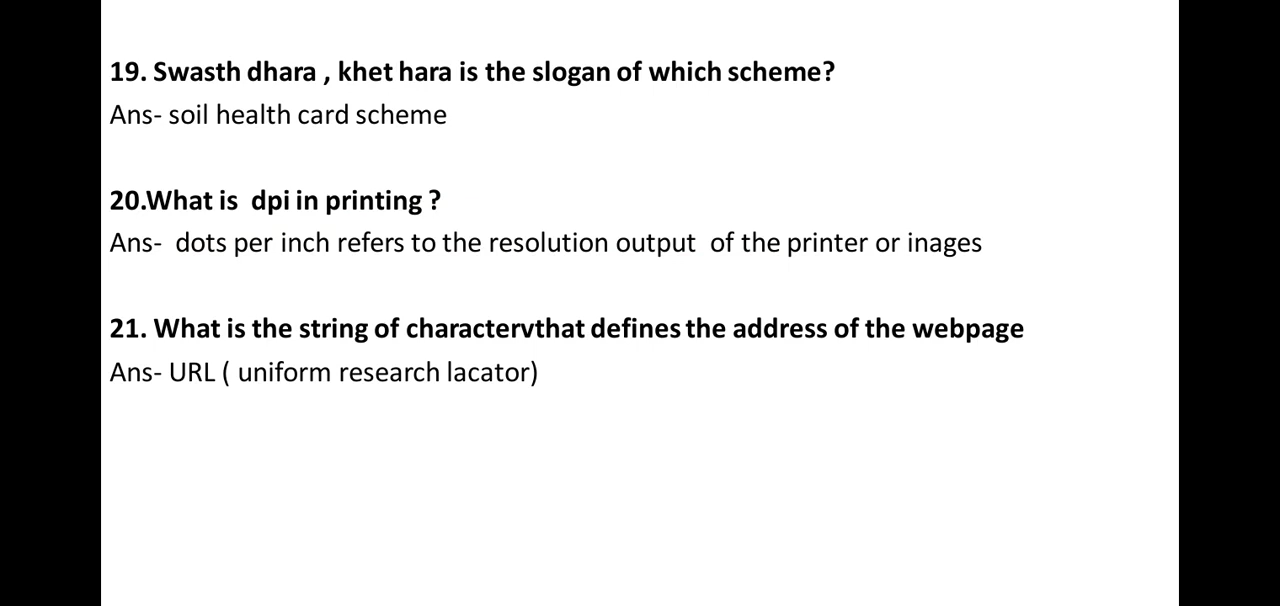 19. Swasth dhara , khet hara is the slogan of which scheme?
Ans- soil health card scheme
20.What is  dpi in printing ?
Ans-  dots per inch refers to the resolution output  of the printer or inages
21. What is the string of charactervthat defines the address of the webpage
Ans- URL ( uniform research lacator)